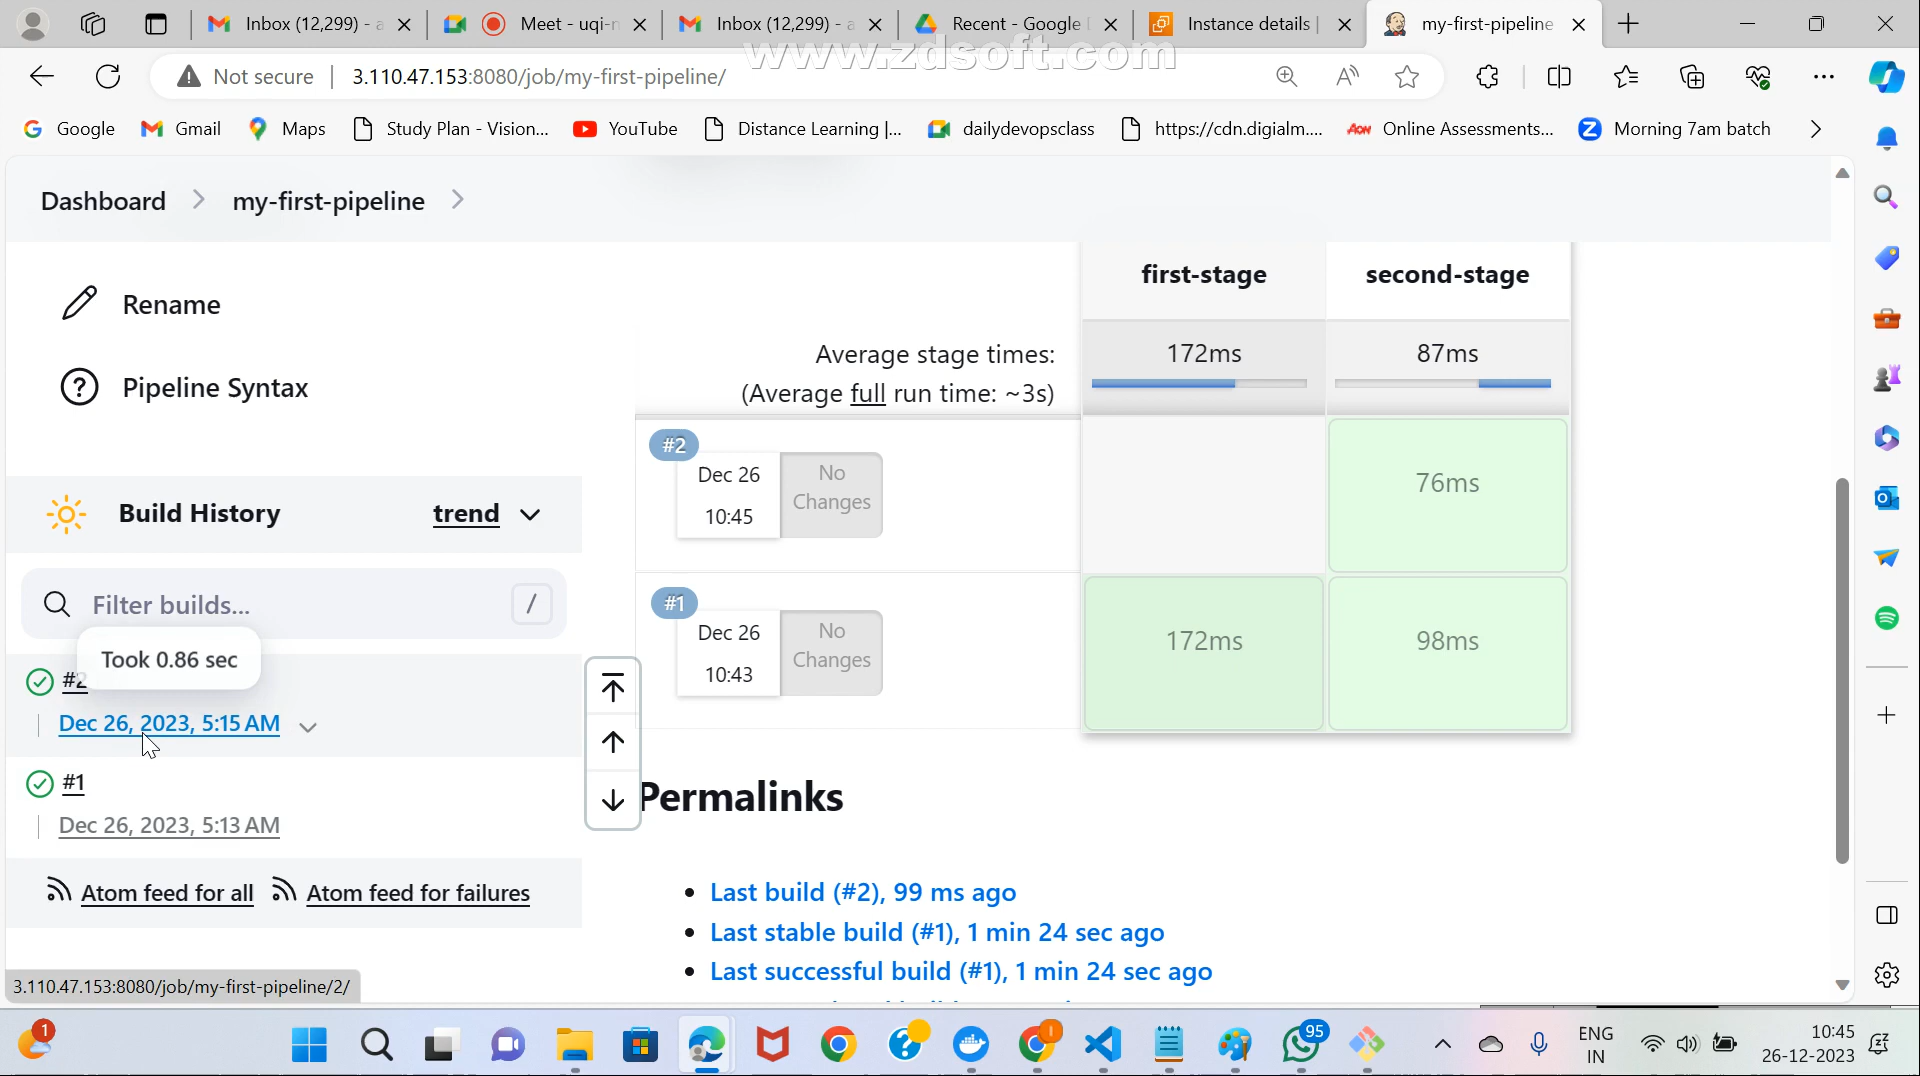 Inbox (12,299) - a
Meet - uqi-n
Inbox (12,299) - a
Recent - Google
Instance details |
my-first-pipeline
www.zdsoft.com
Not secure
3.110.47.153:8080/job/my-first-pipeline/
Google
Gmail
Maps
Study Plan - Vision...
YouTube
Distance Learning |...
dailydevopsclass
https://cdn.digialm....
Aon
Online Assessments...
Z
Morning 7am batch
Dashboard
my-first-pipeline
Rename
Pipeline Syntax
Build History
trend
Filter builds...
/
Took 0.86 sec
#2
Dec 26, 2023, 5:15 AM
#1
Dec 26, 2023, 5:13 AM
Atom feed for all
Atom feed for failures
3.110.47.153:8080/job/my-first-pipeline/2/
first-stage
second-stage
Average stage times:
172ms
87ms
(Average full run time: ~3s)
#2
Dec 26
10:45
No
Changes
76ms
#1
Dec 26
10:43
No
Changes
172ms
98ms
Permalinks
Last build (#2), 99 ms ago
Last stable build (#1), 1 min 24 sec ago
Last successful build (#1), 1 min 24 sec ago
1
1
95
ENG
IN
10:45
26-12-2023